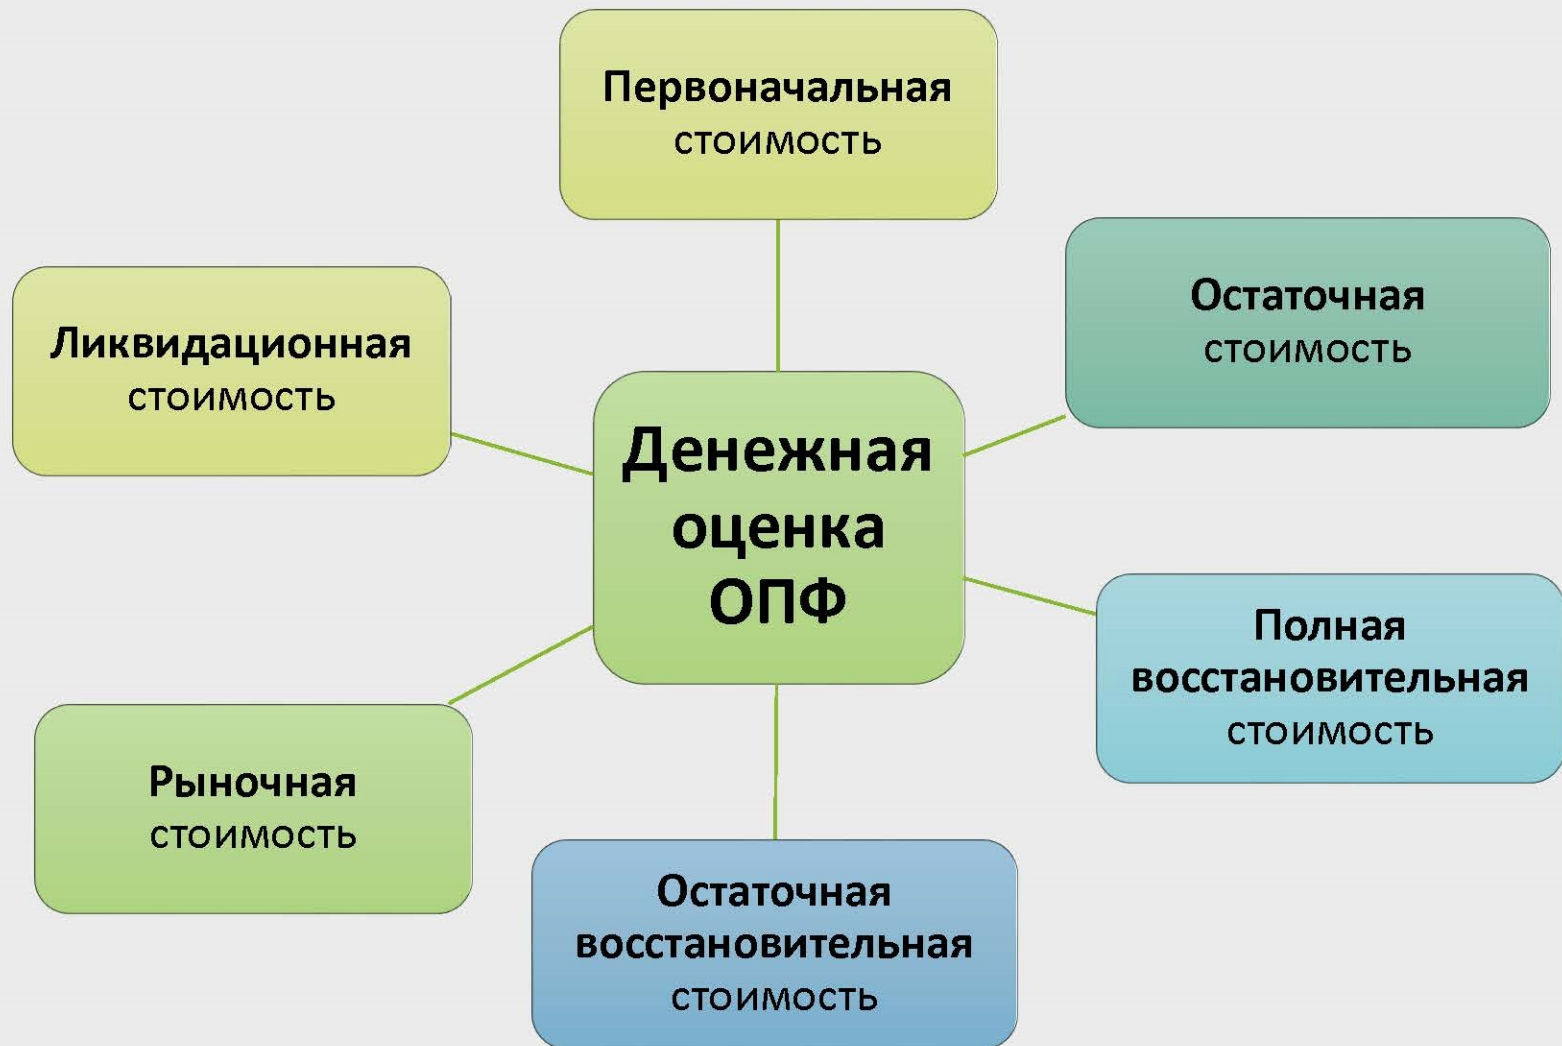 Первоначальная
стоимость
Остаточная
стоимость
Ликвидационная
стоимость
Денежная
оценка
ОПФ
Полная
восстановительная
стоимость
Рыночная
стоимость
Остаточная
восстановительная
стоимость